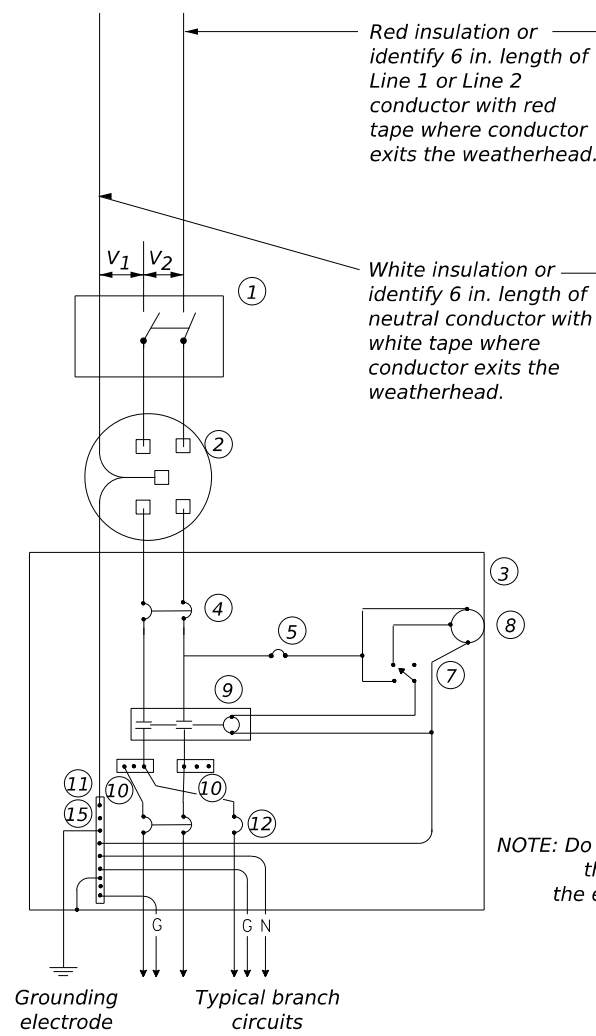 Red insulation or
identify 6 in. length of
Line 1 or Line 2
conductor with red
tape where conductor
exits the weatherhead.
V1 V2
1
White insulation or
identify 6 in. length of
neutral conductor with
white tape where
conductor exits the
weatherhead.
2
3
4
5
8
7
9
11
10
10
15
12
NOTE: Do
th
the e
G
G N
Grounding
electrode
Typical branch
circuits